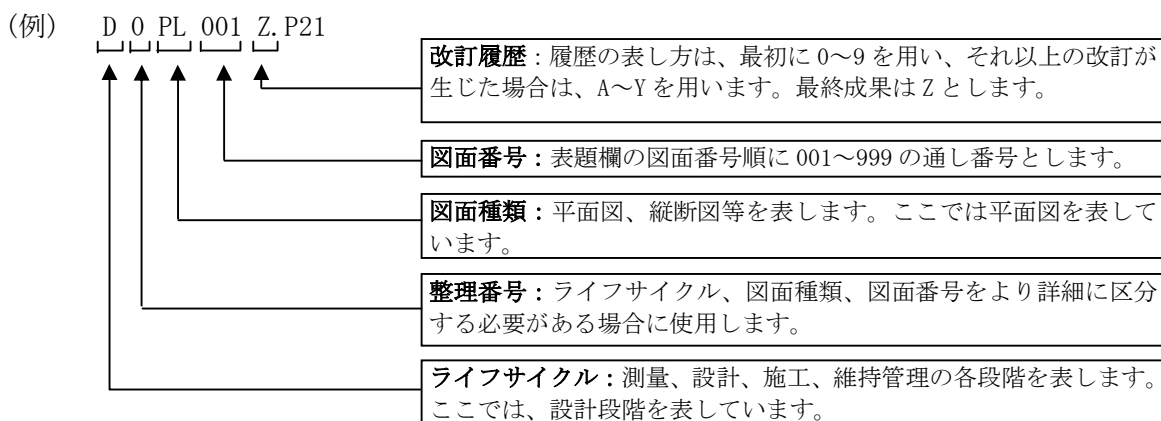 (例) D 0 PL 001 Z.P21
改訂履歴：履歴の表し方は、最初に 0～9 を用い、それ以上の改訂が
生じた場合は、A～Y を用います。最終成果は Z とします。
図面番号：表題欄の図面番号順に 001～999 の通し番号とします。
図面種類：平面図、縦断図等を表します。ここでは平面図を表して
います。
整理番号：ライフサイクル、図面種類、図面番号をより詳細に区分
する必要がある場合に使用します。
ライフサイクル：測量、設計、施工、維持管理の各段階を表します。
ここでは、設計段階を表しています。